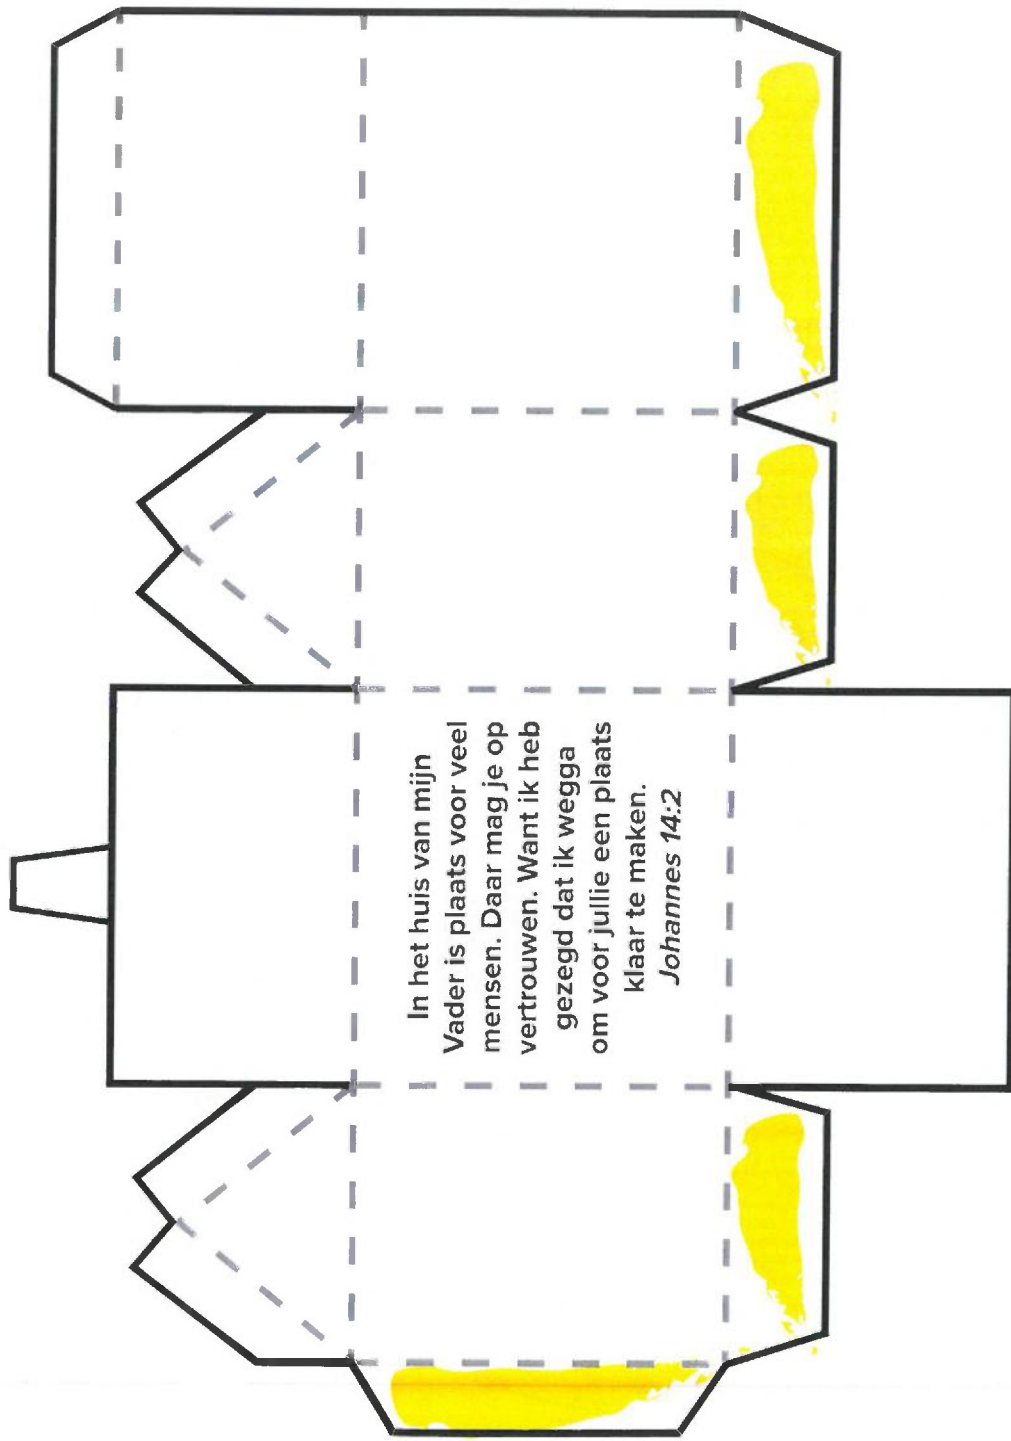 In het huis van mijn
Vader is plaats voor veel
mensen. Daar mag je op
vertrouwen. Want ik heb
gezegd dat ik wegga
om voor jullie een plaats
klaar te maken.
Johannes 14:2